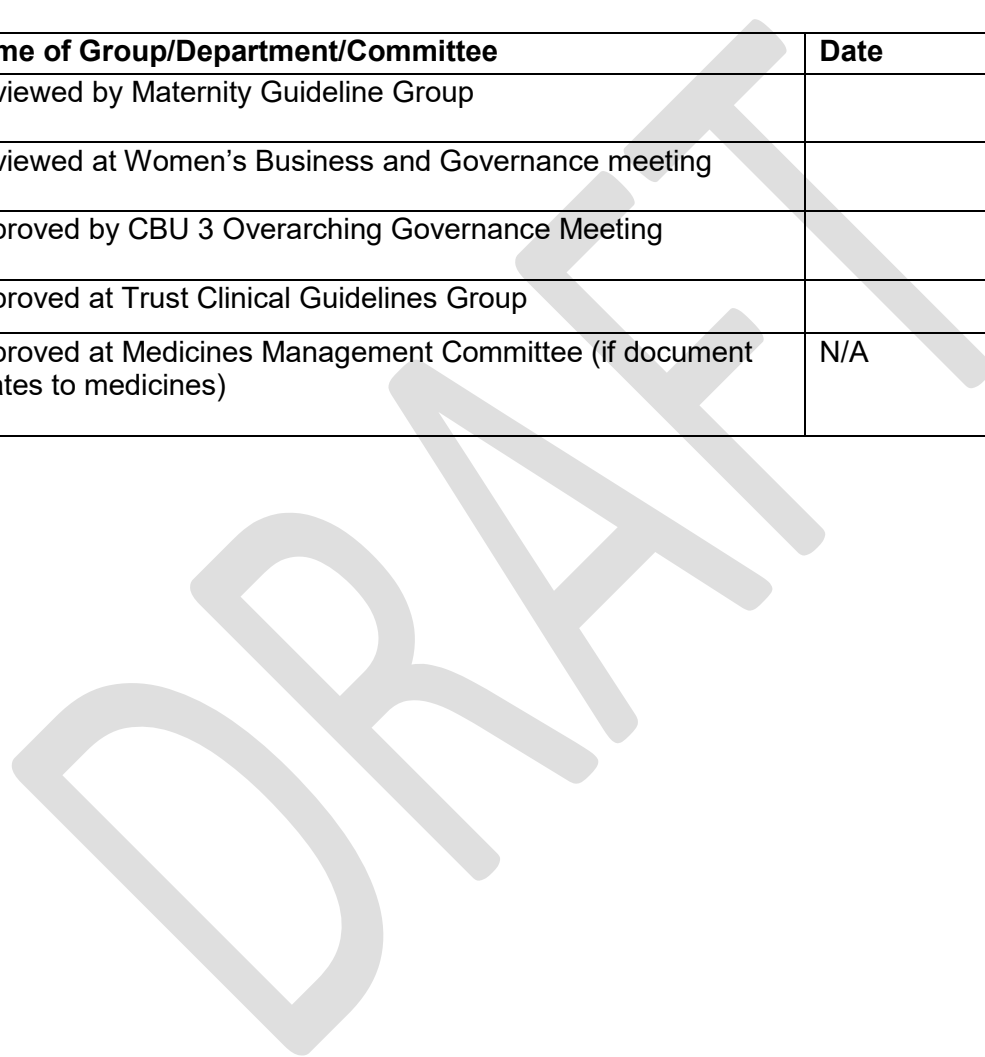 me of Group/Department/Committee Date
viewed by Maternity Guideline Group
viewed at Women’s Business and Governance meeting
proved by CBU 3 Overarching Governance Meeting
proved at Trust Clinical Guidelines Group
proved at Medicines Management Committee (if document N/A
ates to medicines)
DRAFT